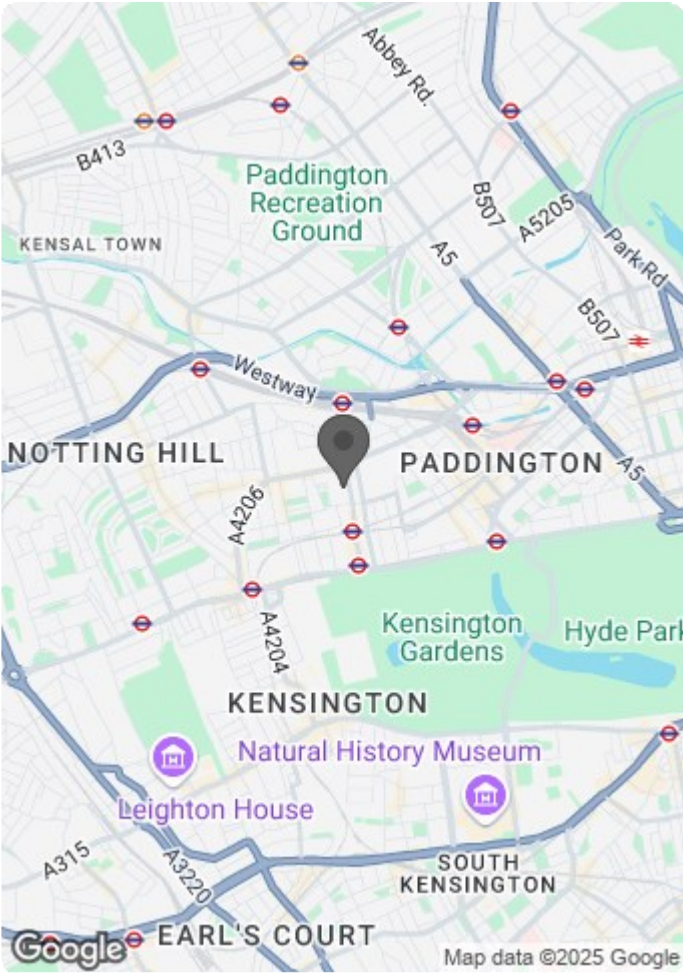 Abbey Rd.
B413
Paddington
Recreation
Ground
B507
A5205
KENSAL TOWN
A5
Park Rd
B507
Westway
NOTTING HILL
PADDINGTON
A5
A4206
Kensington
Gardens
Hyde Park
A4204
KENSINGTON
Natural History Museum
Leighton House
A315
A3220
SOUTH
KENSINGTON
EARL'S COURT
Google
Map data ©2025 Google